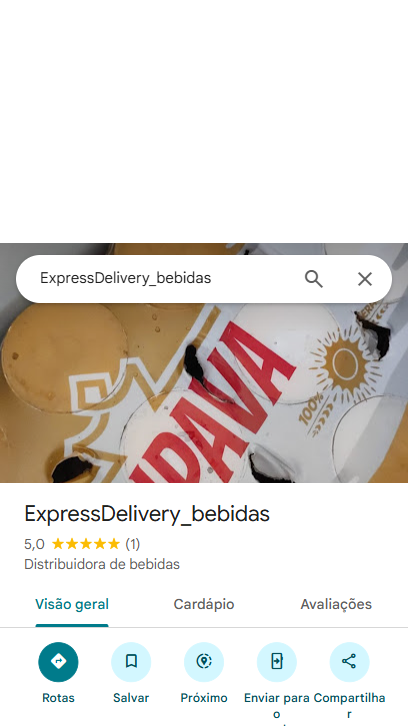 ExpressDelivery_bebidas
100%
ExpressDelivery_bebidas
5,0 ★★★★★ (1)
Distribuidora de bebidas
Visão geral
Cardápio
Avaliações
Rotas
Salvar
Próximo
Enviar para o
Compartilhar